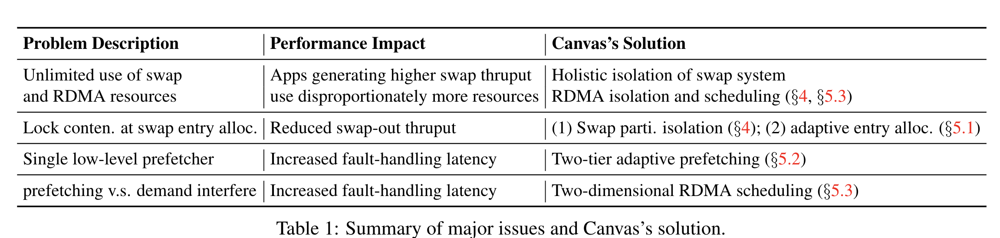 Problem Description | Performance Impact | Canvas's Solution
Unlimited use of swap | Apps generating higher swap thruput | Holistic isolation of swap system
and RDMA resources | use disproportionately more resources | RDMA isolation and scheduling (§4, §5.3)
Lock conten. at swap entry alloc. | Reduced swap-out thruput | (1) Swap parti. isolation (§4); (2) adaptive entry alloc. (§5.1)
Single low-level prefetcher | Increased fault-handling latency | Two-tier adaptive prefetching (§5.2)
prefetching v.s. demand interfere | Increased fault-handling latency | Two-dimensional RDMA scheduling (§5.3)
Table 1: Summary of major issues and Canvas's solution.